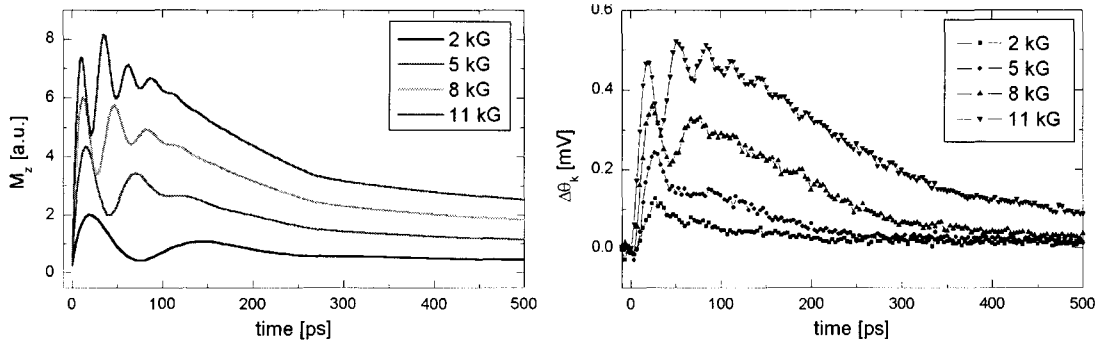 8
6
4
2
0
M_z [a.u.]
2 kG
5 kG
8 kG
11 kG
0 100 200 300 400 500
time [ps]
0.6
0.4
0.2
0.0
Δθ_k [mV]
2 kG
5 kG
8 kG
11 kG
0 100 200 300 400 500
time [ps]